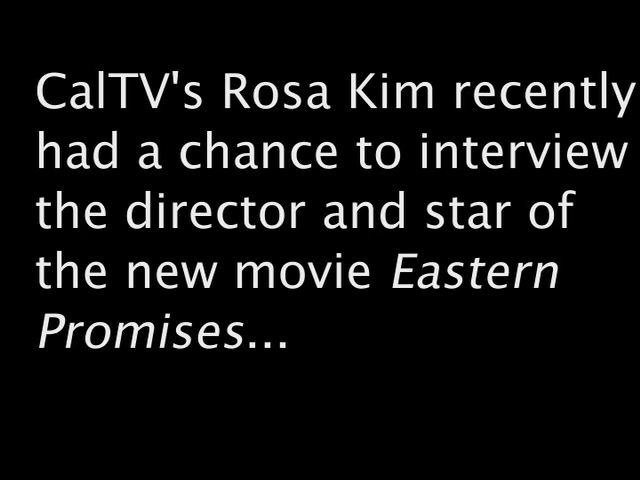 CalTV's Rosa Kim recently
had a chance to interview
the director and star of
the new movie Eastern
Promises...